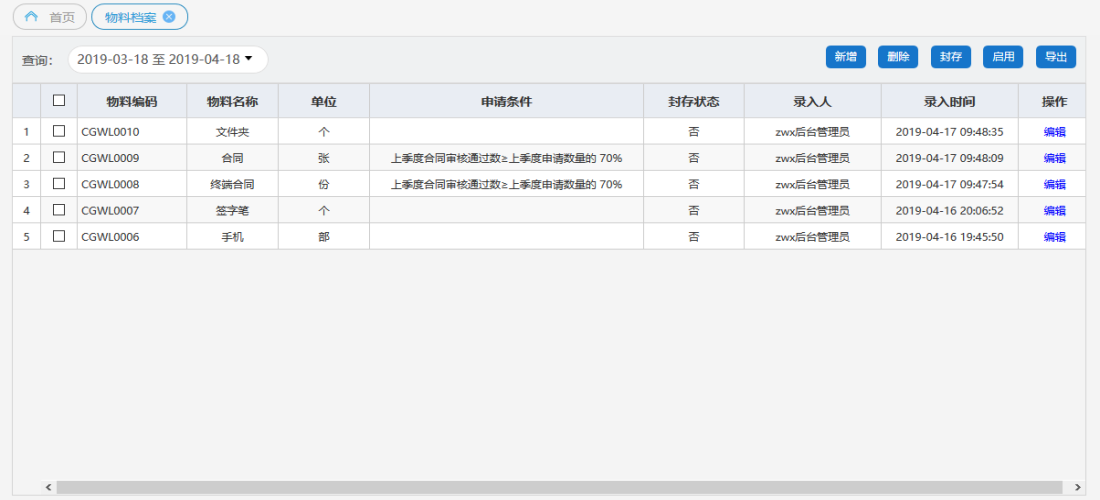 首页 物料档案
查询: 2019-03-18 至 2019-04-18 新增 删除 封存 启用 导出
物料编码 物料名称 单位 申请条件 封存状态 录入人 录入时间 操作
1 CGWL0010 文件夹 个 否 zwx后台管理员 2019-04-17 09:48:35 编辑
2 CGWL0009 合同 张 上季度合同审核通过数≥上季度申请数量的 70% 否 zwx后台管理员 2019-04-17 09:48:09 编辑
3 CGWL0008 终端合同 份 上季度合同审核通过数≥上季度申请数量的 70% 否 zwx后台管理员 2019-04-17 09:47:54 编辑
4 CGWL0007 签字笔 个 否 zwx后台管理员 2019-04-16 20:06:52 编辑
5 CGWL0006 手机 部 否 zwx后台管理员 2019-04-16 19:45:50 编辑